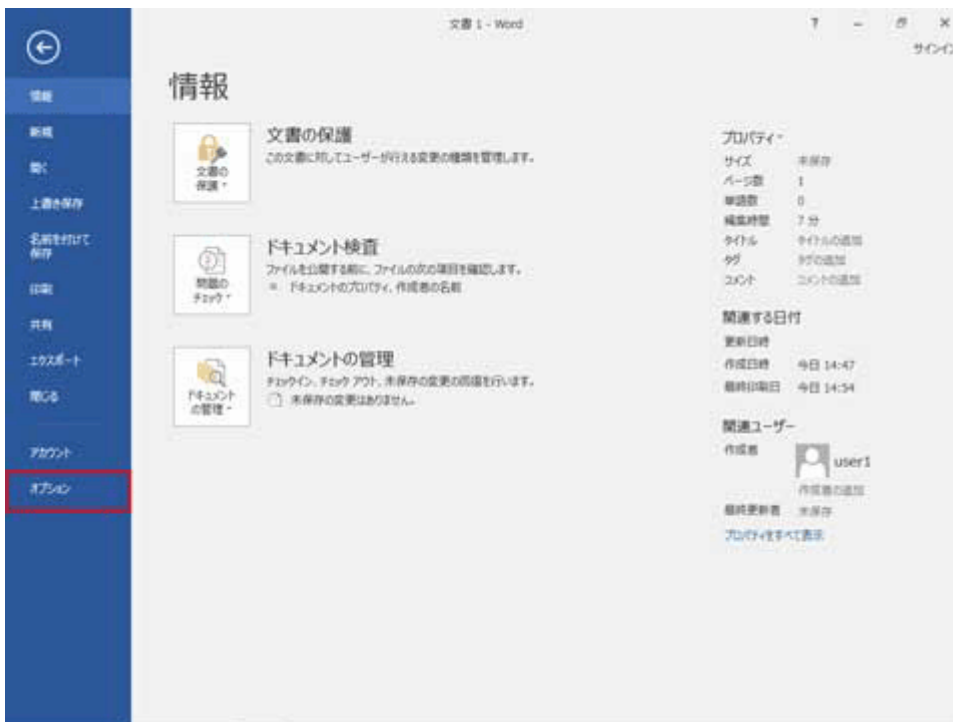 文書 1 - Word
?
サインイン
情報
新規
開く
上書き保存
名前を付けて
保存
印刷
共有
エクスポート
閉じる
アカウント
オプション
情報
文書の
保護
文書の保護
この文書に対してユーザーが行える変更の種類を管理します。
問題の
チェック
ドキュメント検査
ファイルを公開する前に、ファイルの次の項目を確認します。
ドキュメントのプロパティ、作成者の名前
ドキュメント
の管理
ドキュメントの管理
チェックイン、チェック アウト、未保存の変更の回復を行います。
未保存の変更はありません。
プロパティ
サイズ 未保存
ページ数 1
単語数 0
編集時間 7 分
タイトル タイトルの追加
タグ タグの追加
コメント コメントの追加
関連する日付
更新日時
作成日時 今日 14:47
最終印刷日 今日 14:54
関連ユーザー
作成者 user1
作成者の追加
最終更新者 未保存
プロパティをすべて表示